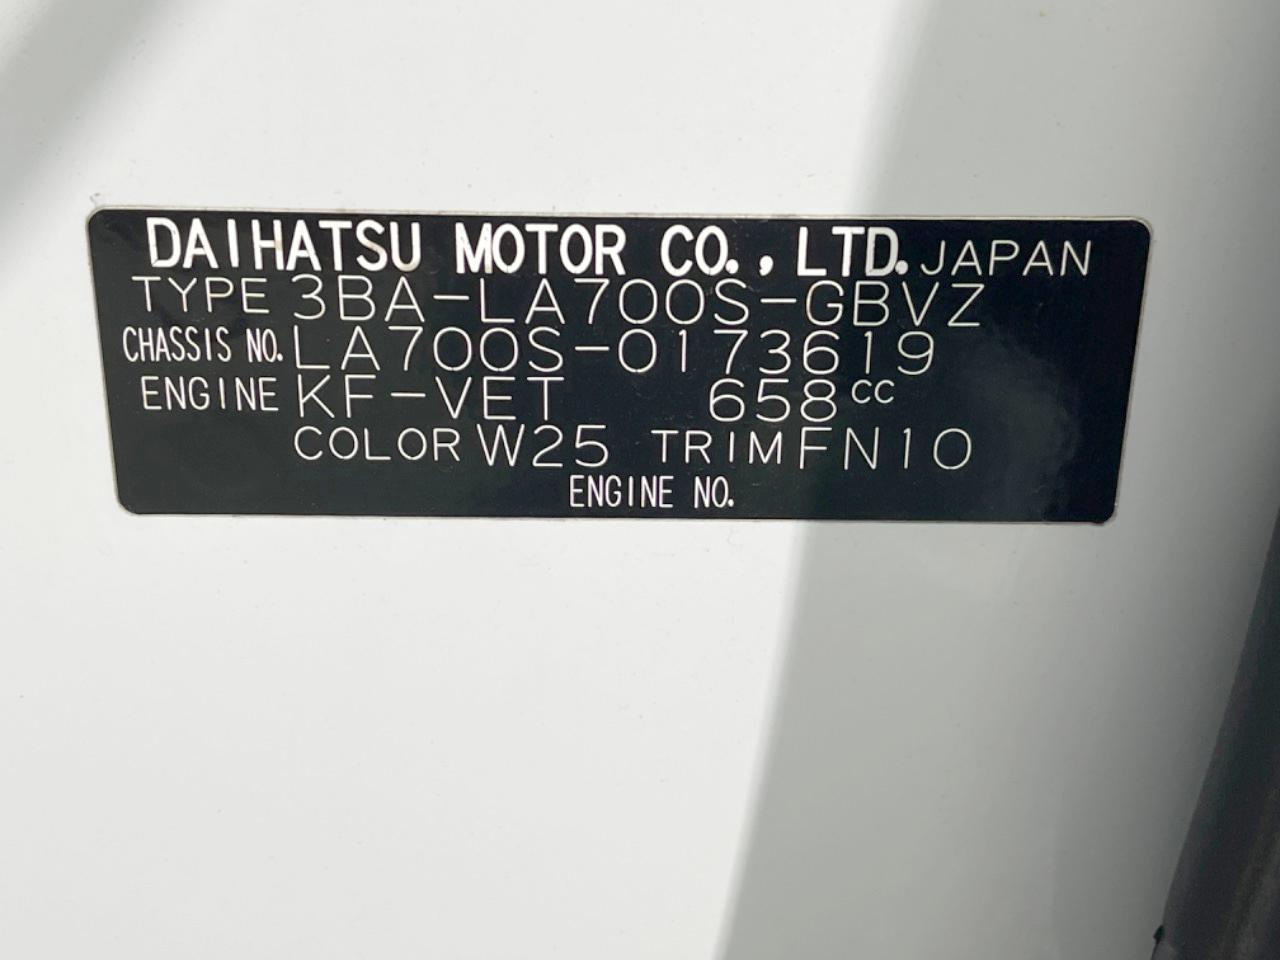 DAIHATSU MOTOR CO., LTD. JAPAN
TYPE 3BA-LA700S-GBVZ
CHASSIS NO. LA700S-0173619
ENGINE KF-VET 658cc
COLOR W25 TRIM FN10
ENGINE NO.